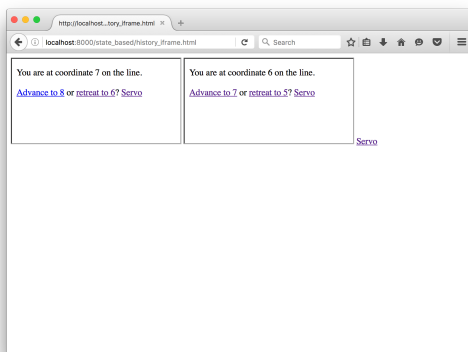 http://localhost...tory_iframe.html
localhost:8000/state_based/history_iframe.html
Search
You are at coordinate 7 on the line.
Advance to 8 or retreat to 6? Servo
You are at coordinate 6 on the line.
Advance to 7 or retreat to 5? Servo
Servo